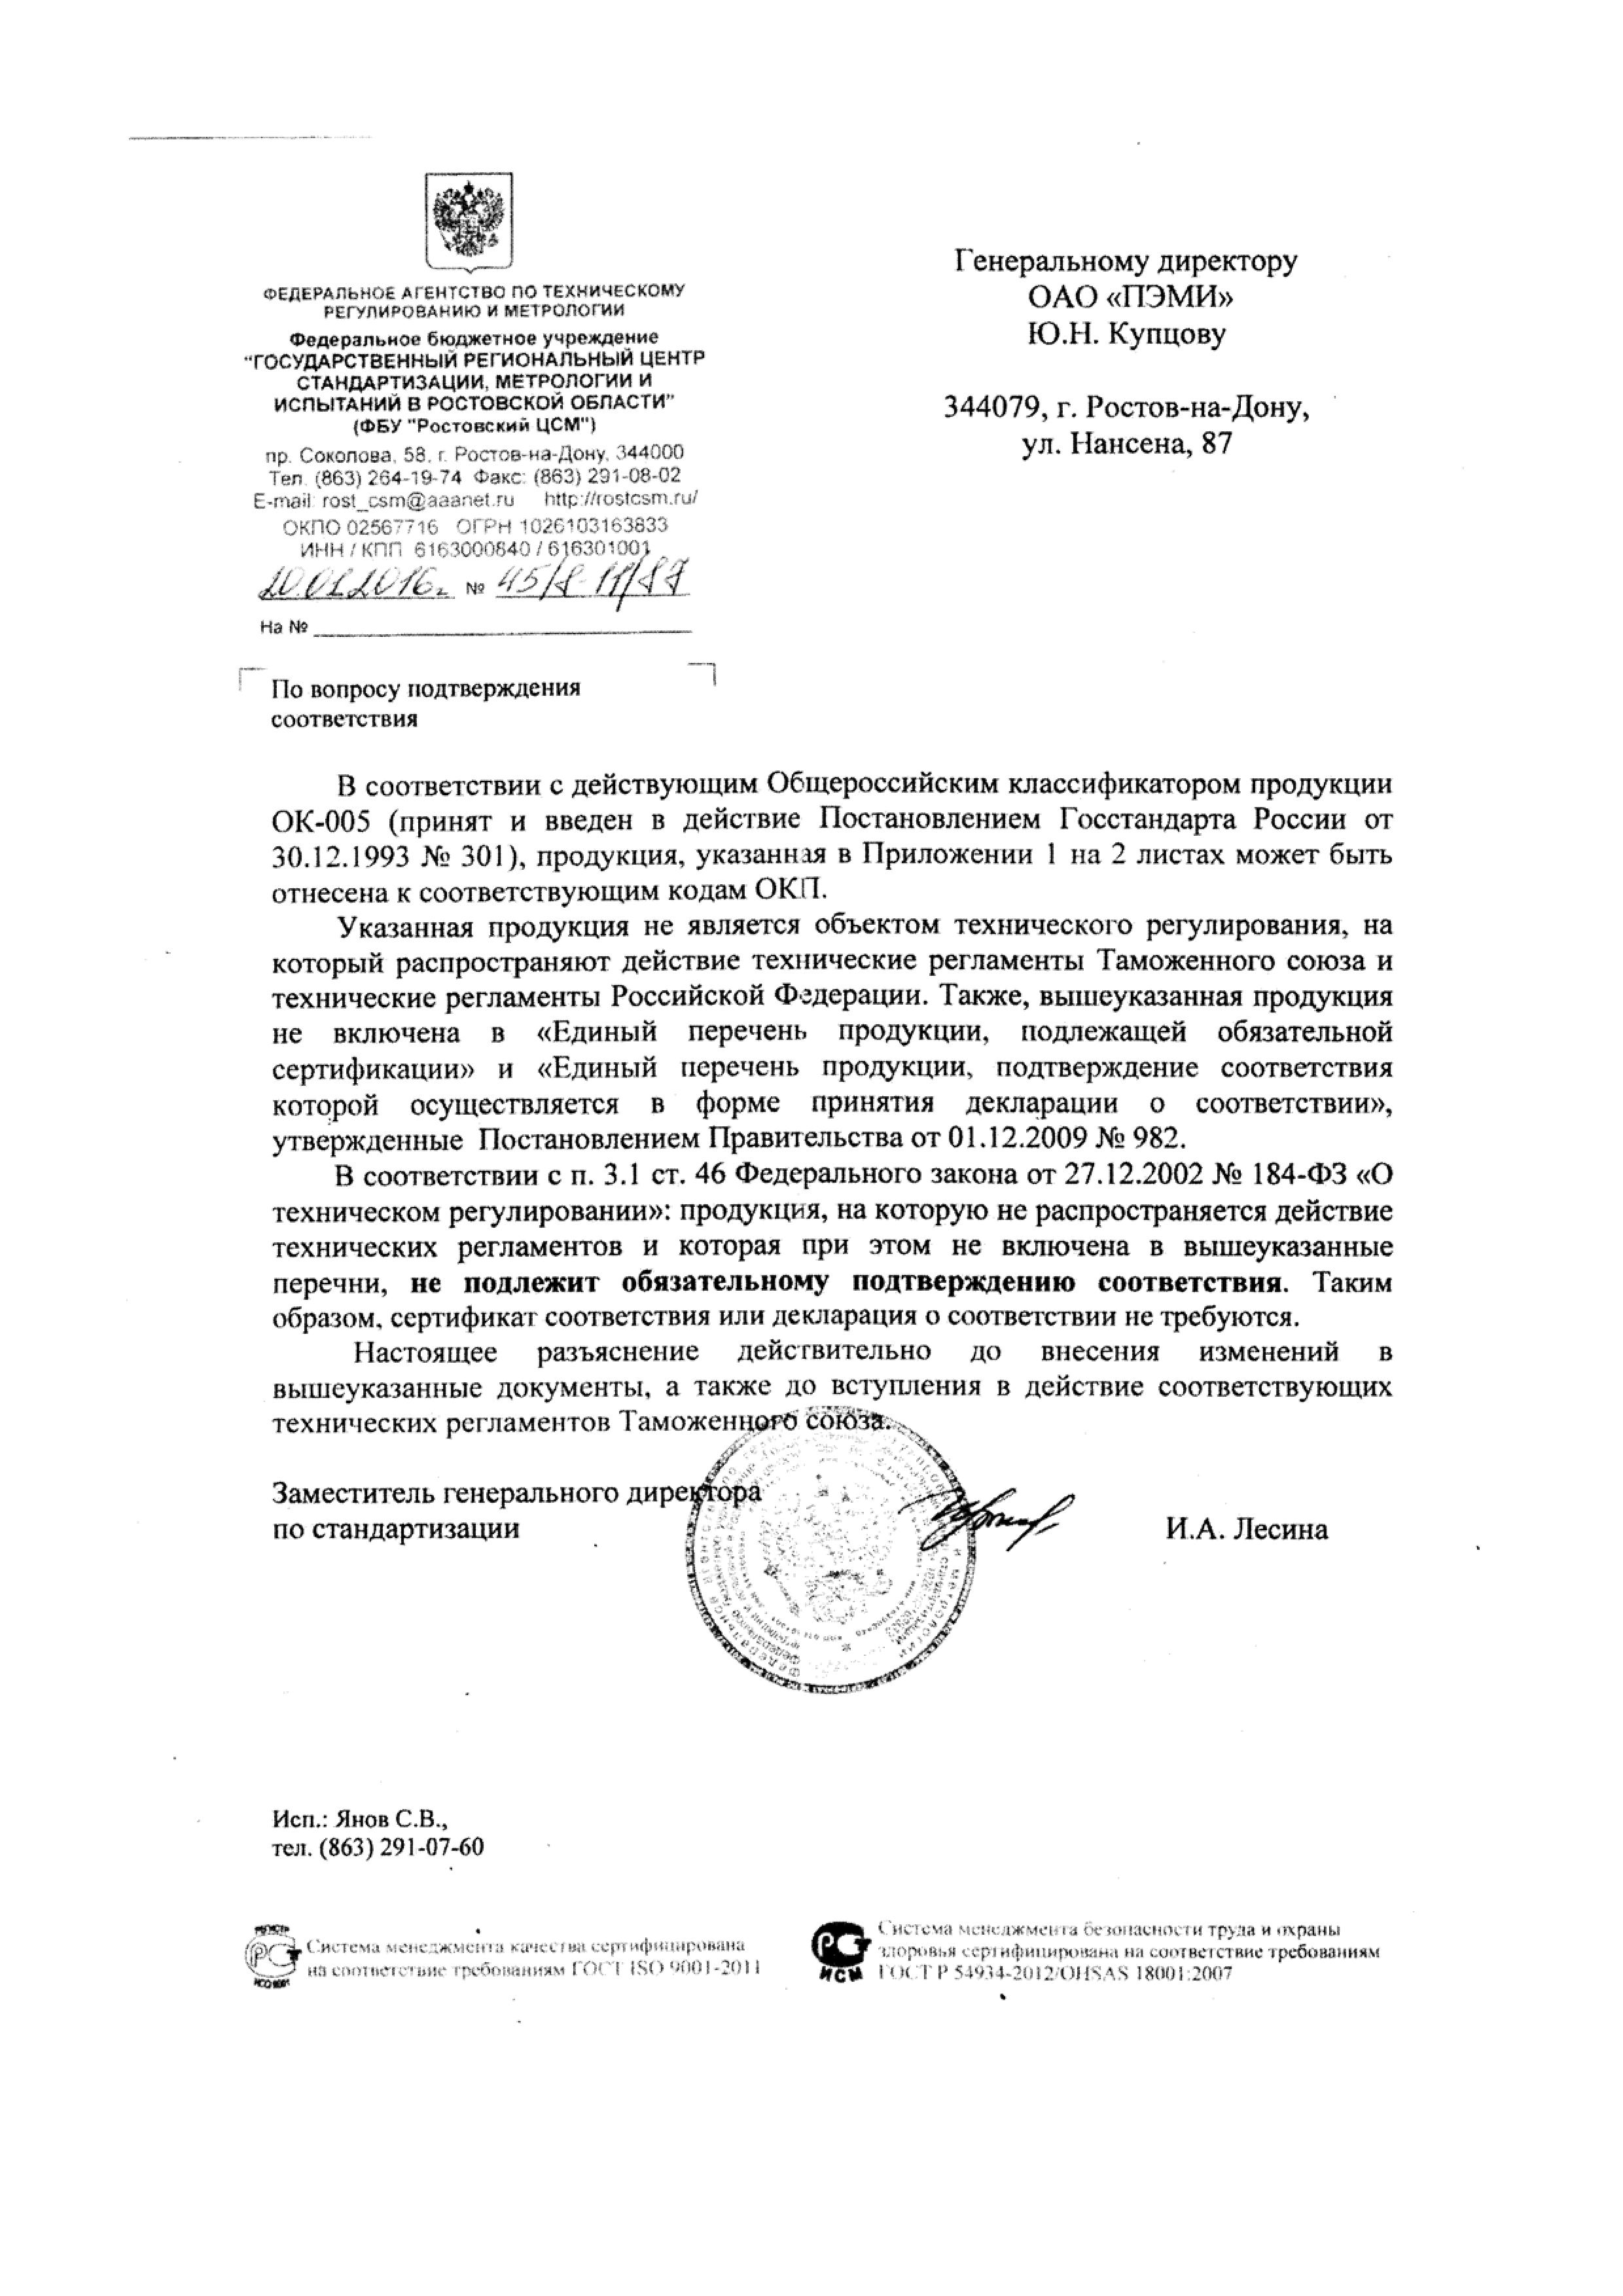 ФЕДЕРАЛЬНОЕ АГЕНТСТВО ПО ТЕХНИЧЕСКОМУ
РЕГУЛИРОВАНИЮ И МЕТРОЛОГИИ
Федеральное бюджетное учреждение
"ГОСУДАРСТВЕННЫЙ РЕГИОНАЛЬНЫЙ ЦЕНТР
СТАНДАРТИЗАЦИИ, МЕТРОЛОГИИ И
ИСПЫТАНИЙ В РОСТОВСКОЙ ОБЛАСТИ"
(ФБУ "Ростовский ЦСМ")
пр. Соколова, 58, г. Ростов-на-Дону, 344000
Тел. (863) 264-19-74 Факс: (863) 291-08-02
E-mail: rost_csm@aaanet.ru http://rostcsm.ru/
ОКПО 02567716 ОГРН 1026103163833
ИНН / КПП 6163000840 / 616301001
20.01.2016г. №
На №
Генеральному директору
ОАО «ПЭМИ»
Ю.Н. Купцову
344079, г. Ростов-на-Дону,
ул. Нансена, 87
По вопросу подтверждения
соответствия
В соответствии с действующим Общероссийским классификатором продукции
ОК-005 (принят и введен в действие Постановлением Госстандарта России от
30.12.1993 № 301), продукция, указанная в Приложении 1 на 2 листах может быть
отнесена к соответствующим кодам ОКП.
Указанная продукция не является объектом технического регулирования, на
который распространяют действие технические регламенты Таможенного союза и
технические регламенты Российской Федерации. Также, вышеуказанная продукция
не включена в «Единый перечень продукции, подлежащей обязательной
сертификации» и «Единый перечень продукции, подтверждение соответствия
которой осуществляется в форме принятия декларации о соответствии»,
утвержденные Постановлением Правительства от 01.12.2009 № 982.
В соответствии с п. 3.1 ст. 46 Федерального закона от 27.12.2002 № 184-ФЗ «О
техническом регулировании»: продукция, на которую не распространяется действие
технических регламентов и которая при этом не включена в вышеуказанные
перечни, не подлежит обязательному подтверждению соответствия. Таким
образом, сертификат соответствия или декларация о соответствии не требуются.
Настоящее разъяснение действительно до внесения изменений в
вышеуказанные документы, а также до вступления в действие соответствующих
технических регламентов Таможенного союза.
Заместитель генерального директора
по стандартизации
И.А. Лесина
Исп.: Янов С.В.,
тел. (863) 291-07-60
Система менеджмента качества сертифицирована
на соответствие требованиям ГОСТ ISO 9001-2011
РСТ
ИСМ
Система менеджмента безопасности труда и охраны
здоровья сертифицирована на соответствие требованиям
ГОСТ Р 54934-2012/OHSAS 18001:2007